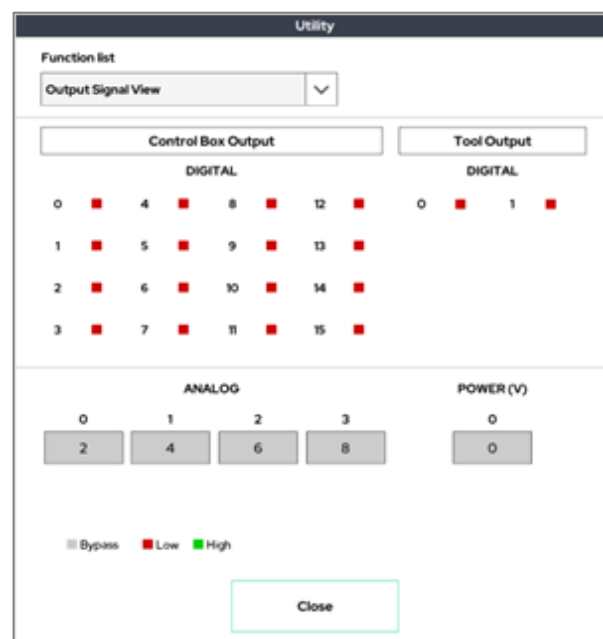 Utility
Function list
Output Signal View
Control Box Output Tool Output
DIGITAL DIGITAL
0 4 8 12 0 1
1 5 9 13
2 6 10 14
3 7 11 15
ANALOG POWER (V)
0 1 2 3 0
2 4 6 8 0
Bypass Low High
Close